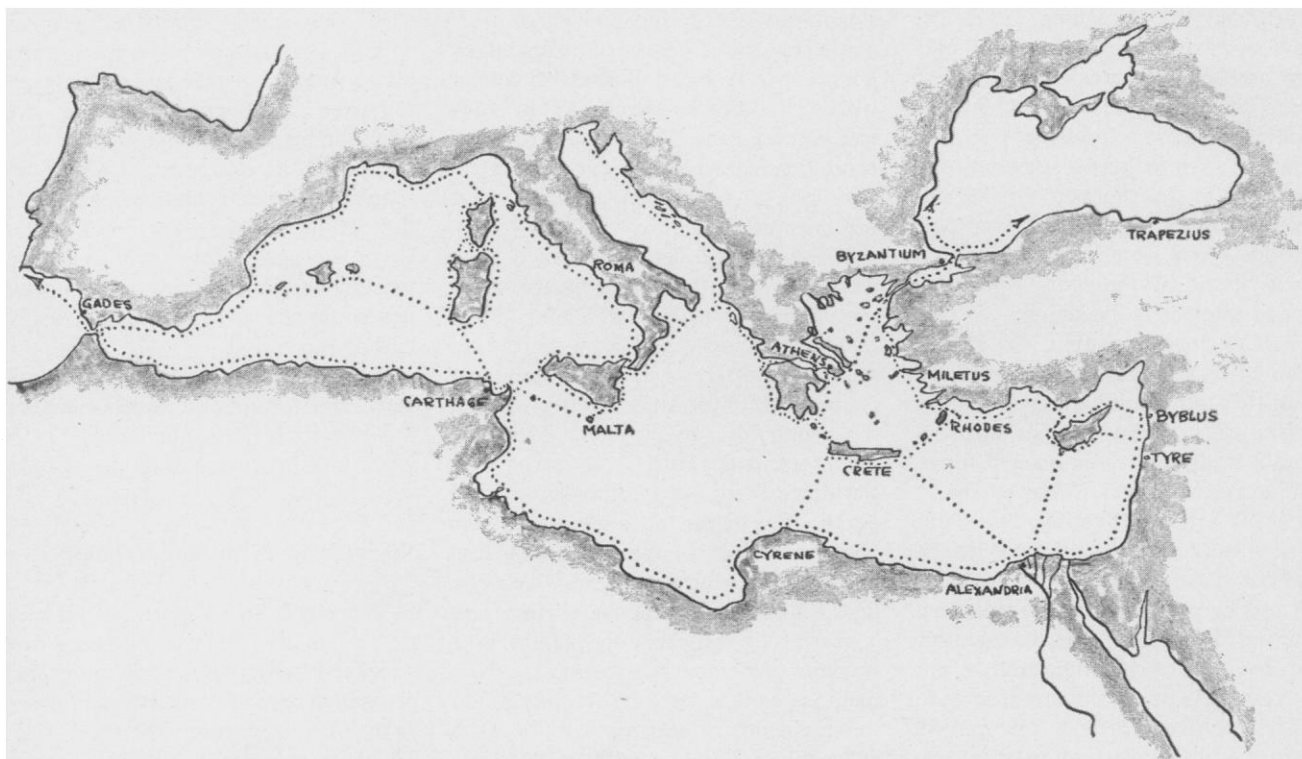 TRAPEZIUS
BYZANTIUM
ROMA
GADES
ATHENS
MILETUS
CARTHAGE
MALTA
RHODES
BYBLUS
TYRE
CRETE
CYRENE
ALEXANDRIA